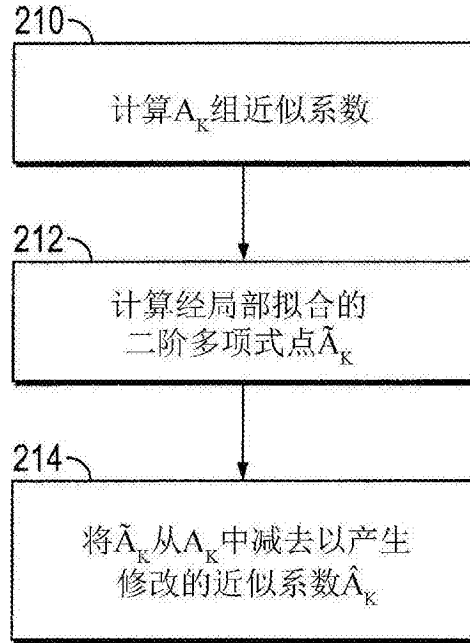 210
计算A_K组近似系数
212
计算经局部拟合的
二阶多项式点Ã_K
214
将Ã_K从A_K中减去以产生
修改的近似系数Â_K